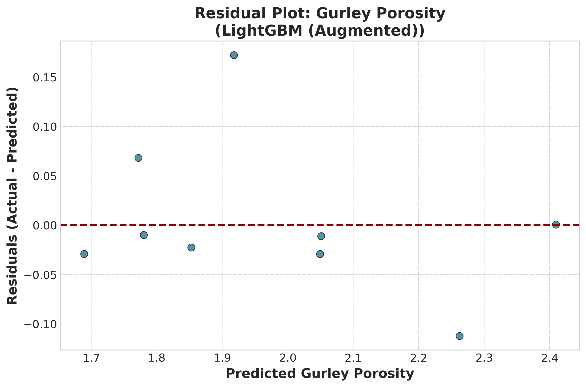 Residual Plot: Gurley Porosity
(LightGBM (Augmented))
Residuals (Actual - Predicted)
0.15
0.10
0.05
0.00
−0.05
−0.10
1.7 1.8 1.9 2.0 2.1 2.2 2.3 2.4
Predicted Gurley Porosity